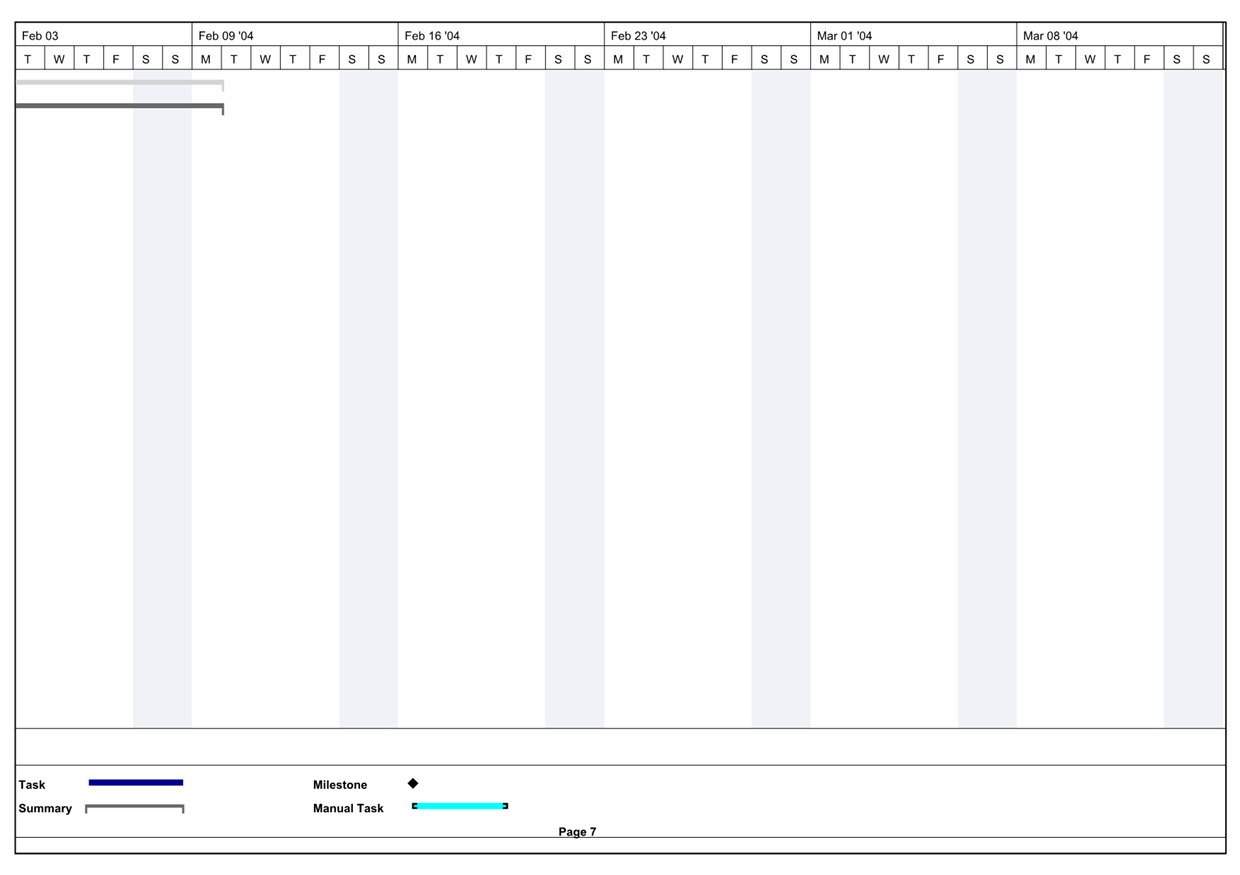 Feb 03 Feb 09 '04 Feb 16 '04 Feb 23 '04 Mar 01 '04 Mar 08 '04
T W T F S S M T W T F S S M T W T F S S M T W T F S S M T W T F S S M T W T F S S
Task Milestone
Summary Manual Task
Page 7